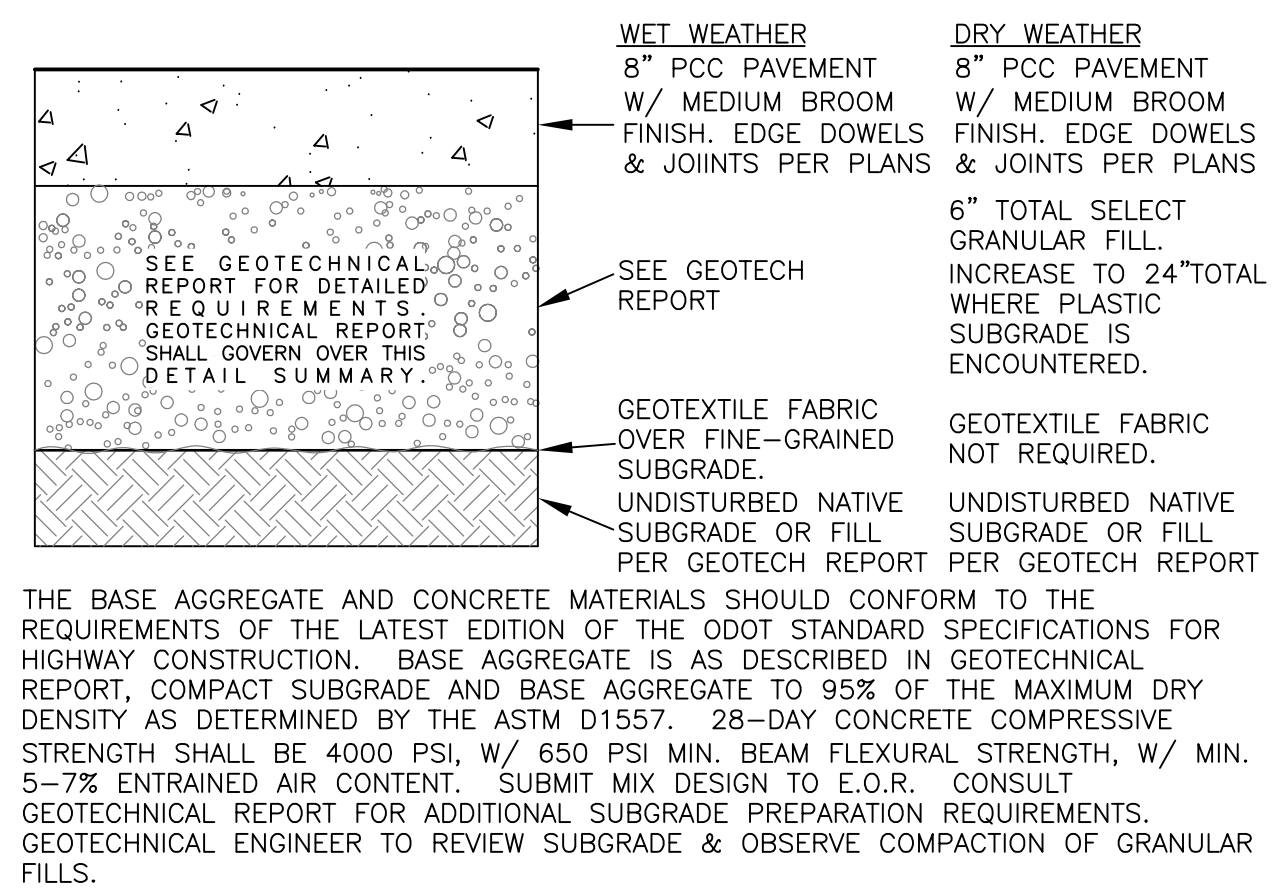 WET WEATHER
8” PCC PAVEMENT
W/ MEDIUM BROOM
FINISH. EDGE DOWELS
& JOIINTS PER PLANS
SEE GEOTECH
REPORT
GEOTEXTILE FABRIC
OVER FINE-GRAINED
SUBGRADE.
UNDISTURBED NATIVE
SUBGRADE OR FILL
PER GEOTECH REPORT
DRY WEATHER
8” PCC PAVEMENT
W/ MEDIUM BROOM
FINISH. EDGE DOWELS
& JOINTS PER PLANS
6” TOTAL SELECT
GRANULAR FILL.
INCREASE TO 24”TOTAL
WHERE PLASTIC
SUBGRADE IS
ENCOUNTERED.
GEOTEXTILE FABRIC
NOT REQUIRED.
UNDISTURBED NATIVE
SUBGRADE OR FILL
PER GEOTECH REPORT
SEE GEOTECHNICAL
REPORT FOR DETAILED
REQUIREMENTS.
GEOTECHNICAL REPORT
SHALL GOVERN OVER THIS
DETAIL SUMMARY.
THE BASE AGGREGATE AND CONCRETE MATERIALS SHOULD CONFORM TO THE
REQUIREMENTS OF THE LATEST EDITION OF THE ODOT STANDARD SPECIFICATIONS FOR
HIGHWAY CONSTRUCTION. BASE AGGREGATE IS AS DESCRIBED IN GEOTECHNICAL
REPORT, COMPACT SUBGRADE AND BASE AGGREGATE TO 95% OF THE MAXIMUM DRY
DENSITY AS DETERMINED BY THE ASTM D1557. 28-DAY CONCRETE COMPRESSIVE
STRENGTH SHALL BE 4000 PSI, W/ 650 PSI MIN. BEAM FLEXURAL STRENGTH, W/ MIN.
5-7% ENTRAINED AIR CONTENT. SUBMIT MIX DESIGN TO E.O.R. CONSULT
GEOTECHNICAL REPORT FOR ADDITIONAL SUBGRADE PREPARATION REQUIREMENTS.
GEOTECHNICAL ENGINEER TO REVIEW SUBGRADE & OBSERVE COMPACTION OF GRANULAR
FILLS.